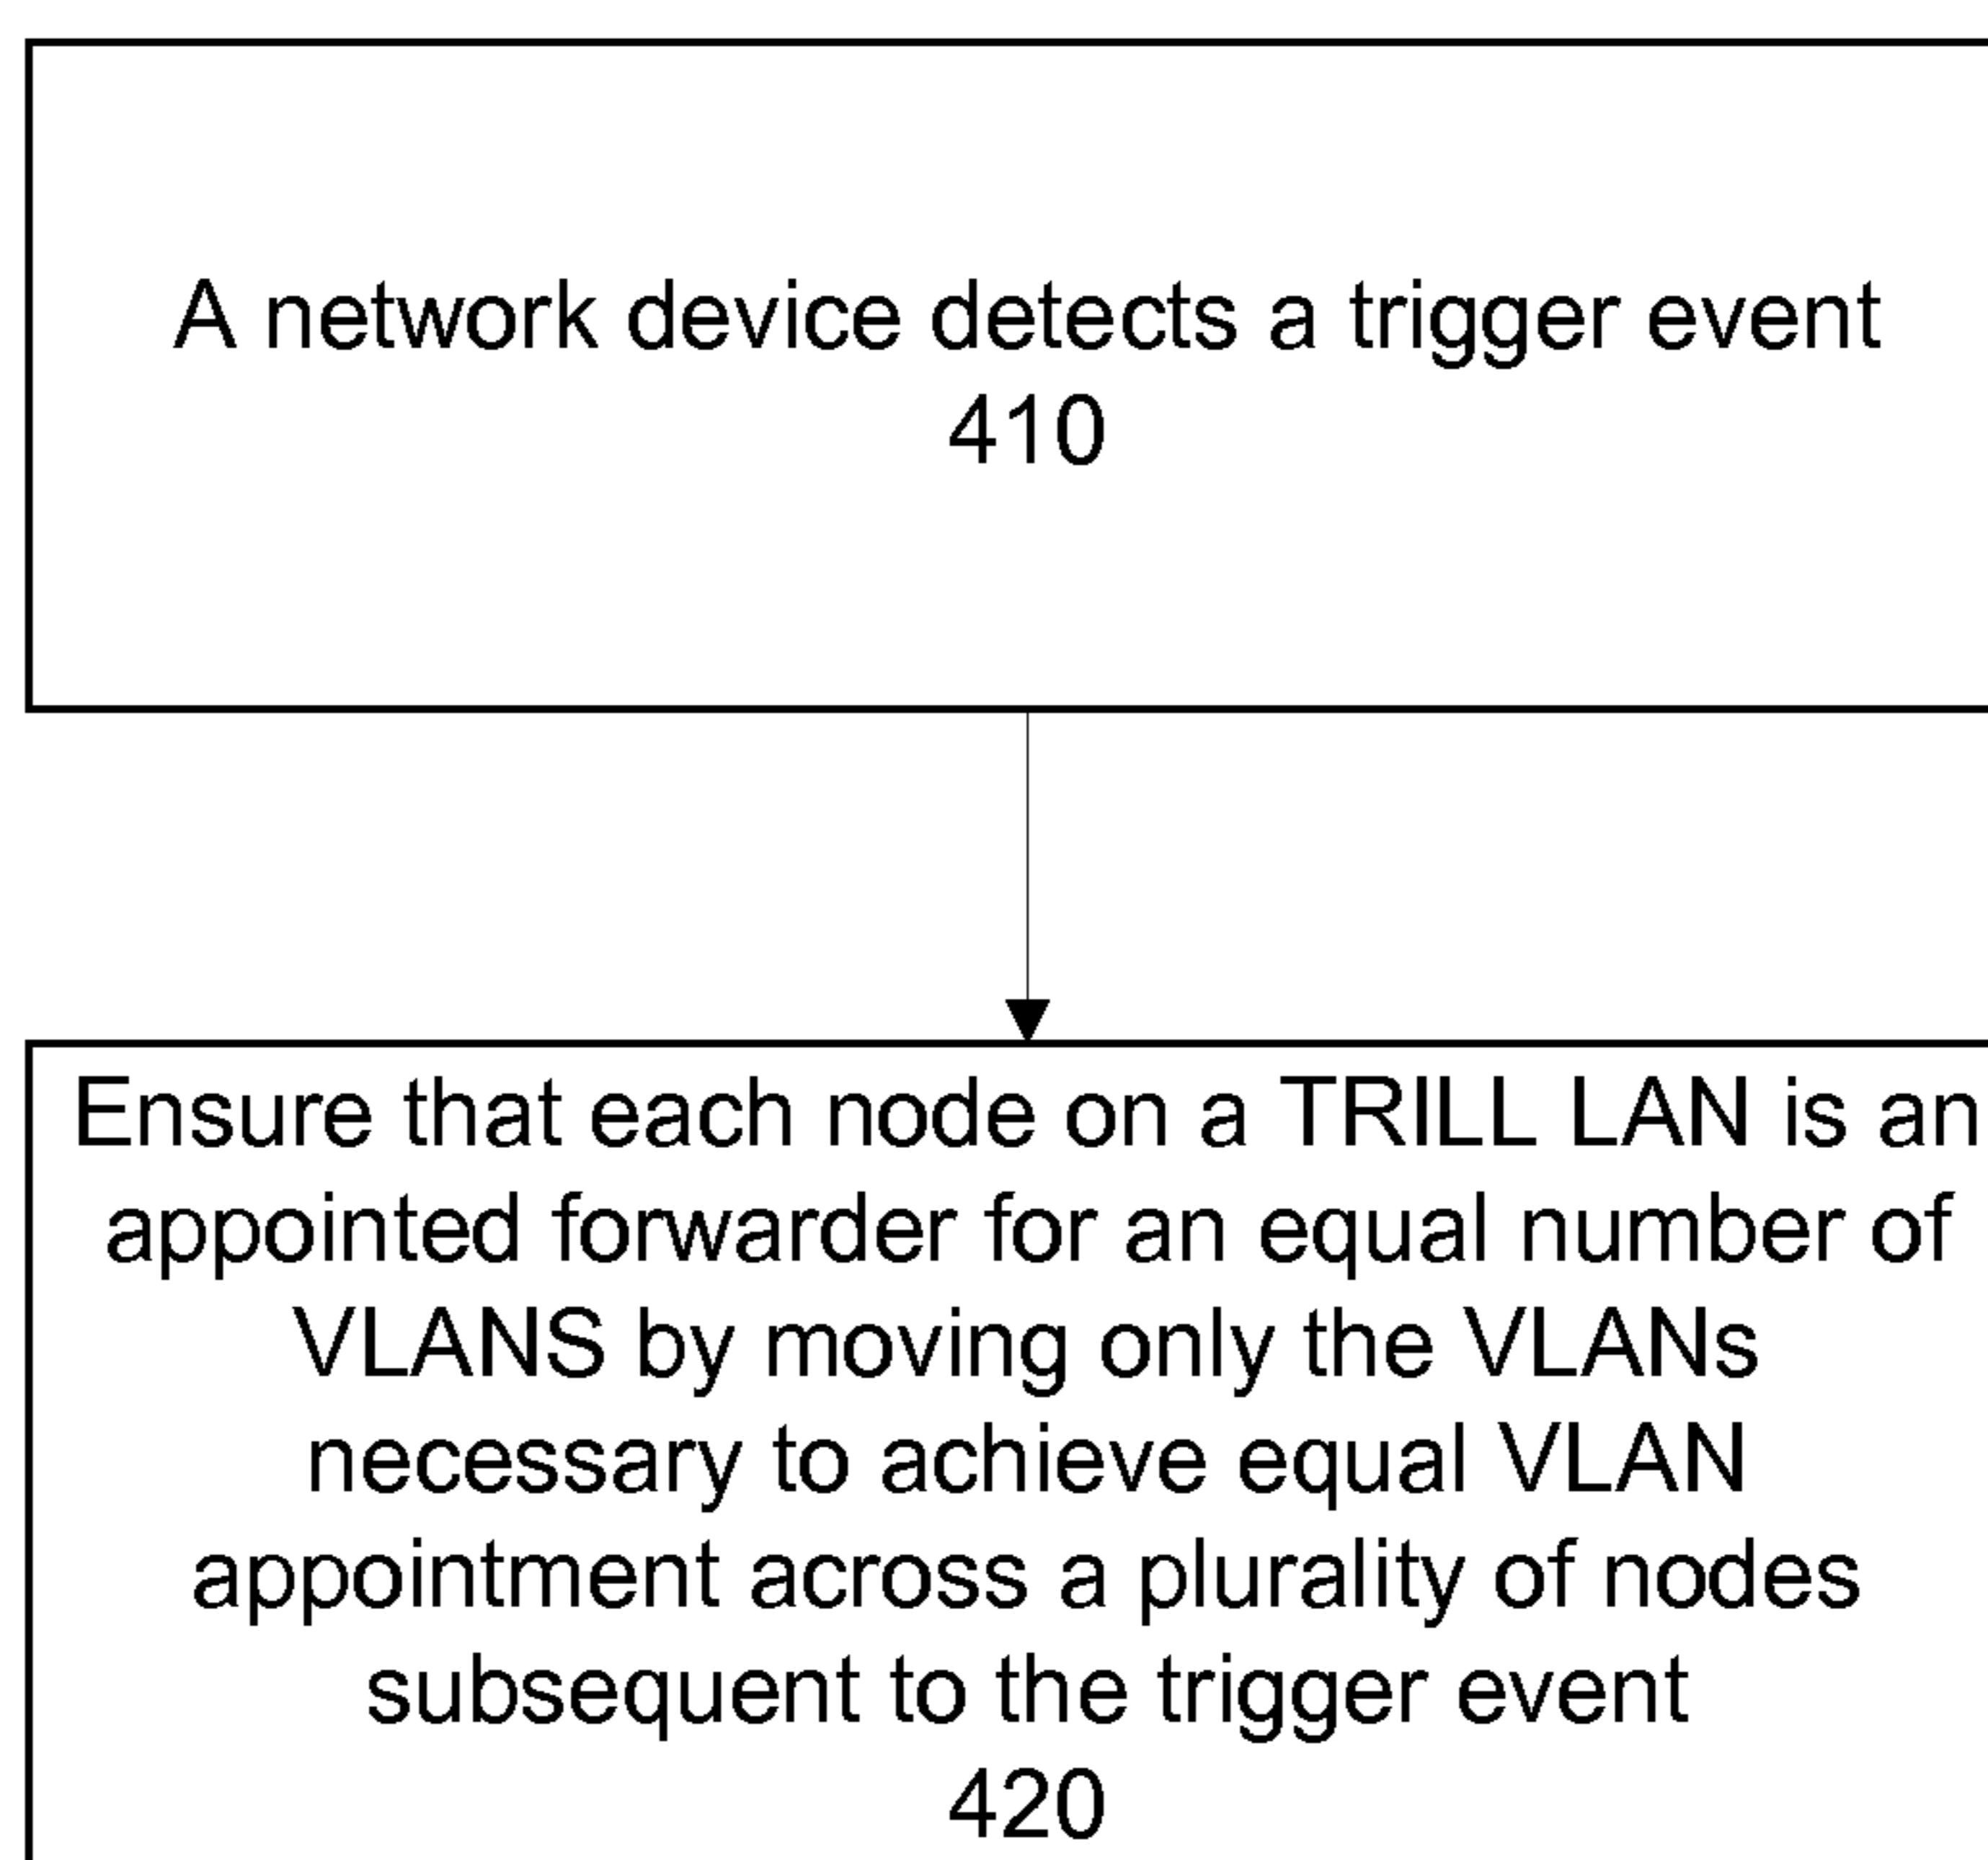 A network device detects a trigger event
410
Ensure that each node on a TRILL LAN is an
appointed forwarder for an equal number of
VLANS by moving only the VLANs
necessary to achieve equal VLAN
appointment across a plurality of nodes
subsequent to the trigger event
420